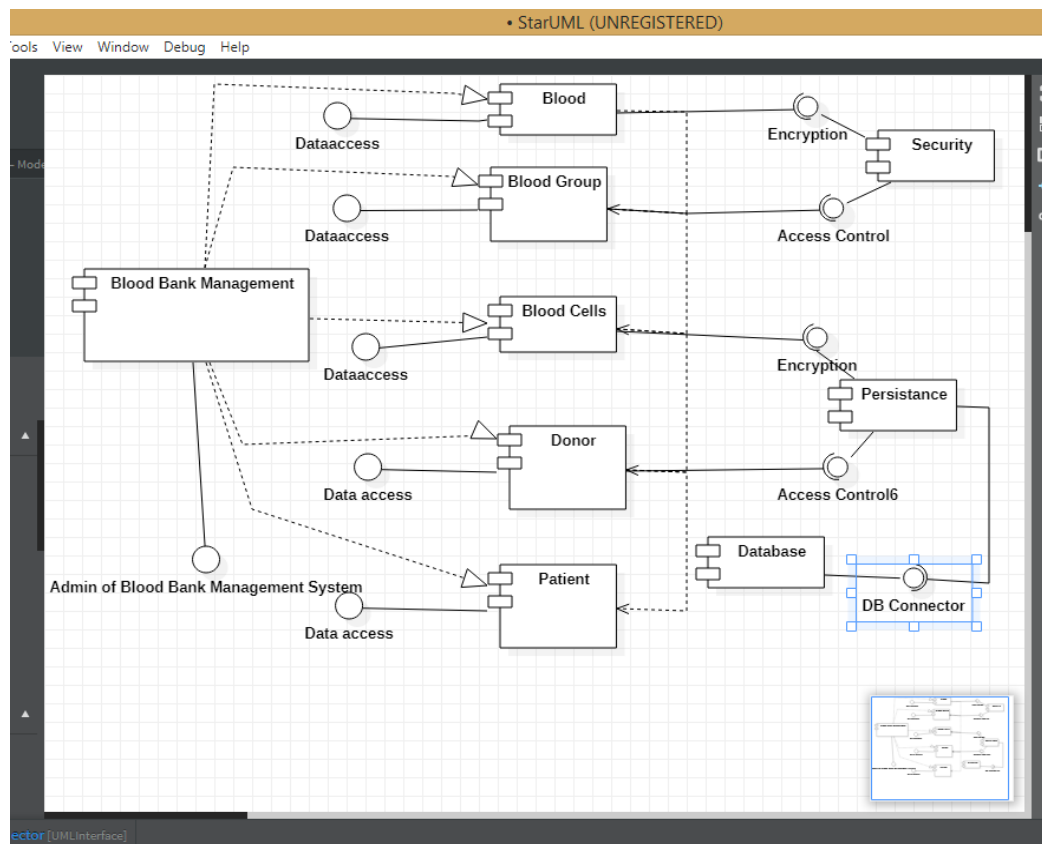 • StarUML (UNREGISTERED)
ools View Window Debug Help
Blood
Dataaccess
Encryption
Security
- Mode
Blood Group
Dataaccess
Access Control
Blood Bank Management
Blood Cells
Dataaccess
Encryption
Persistance
Donor
Data access
Access Control6
Database
Patient
Admin of Blood Bank Management System
DB Connector
Data access
ector [UMLInterface]